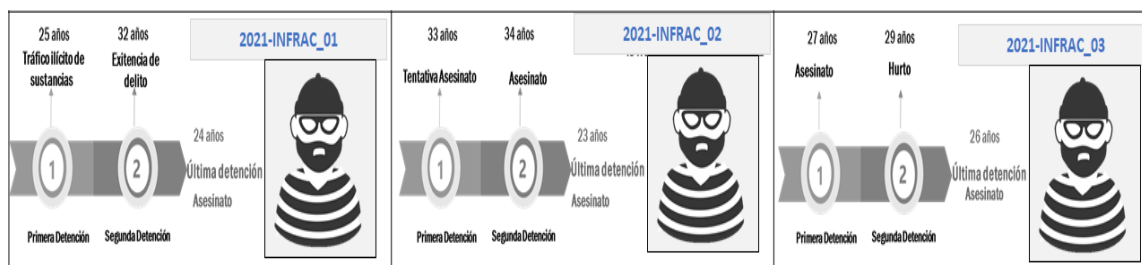 25 años
32 años
2021-INFRAC_01
Tráfico ilícito de
sustancias
Exitencia de
delito
1
2
24 años
Última detención
Asesinato
Primera Detención
Segunda Detención
33 años
34 años
2021-INFRAC_02
Tentativa Asesinato
Asesinato
1
2
23 años
Última detención
Asesinato
Primera Detención
Segunda Detención
27 años
29 años
2021-INFRAC_03
Asesinato
Hurto
1
2
26 años
Última detención
Asesinato
Primera Detención
Segunda Detención